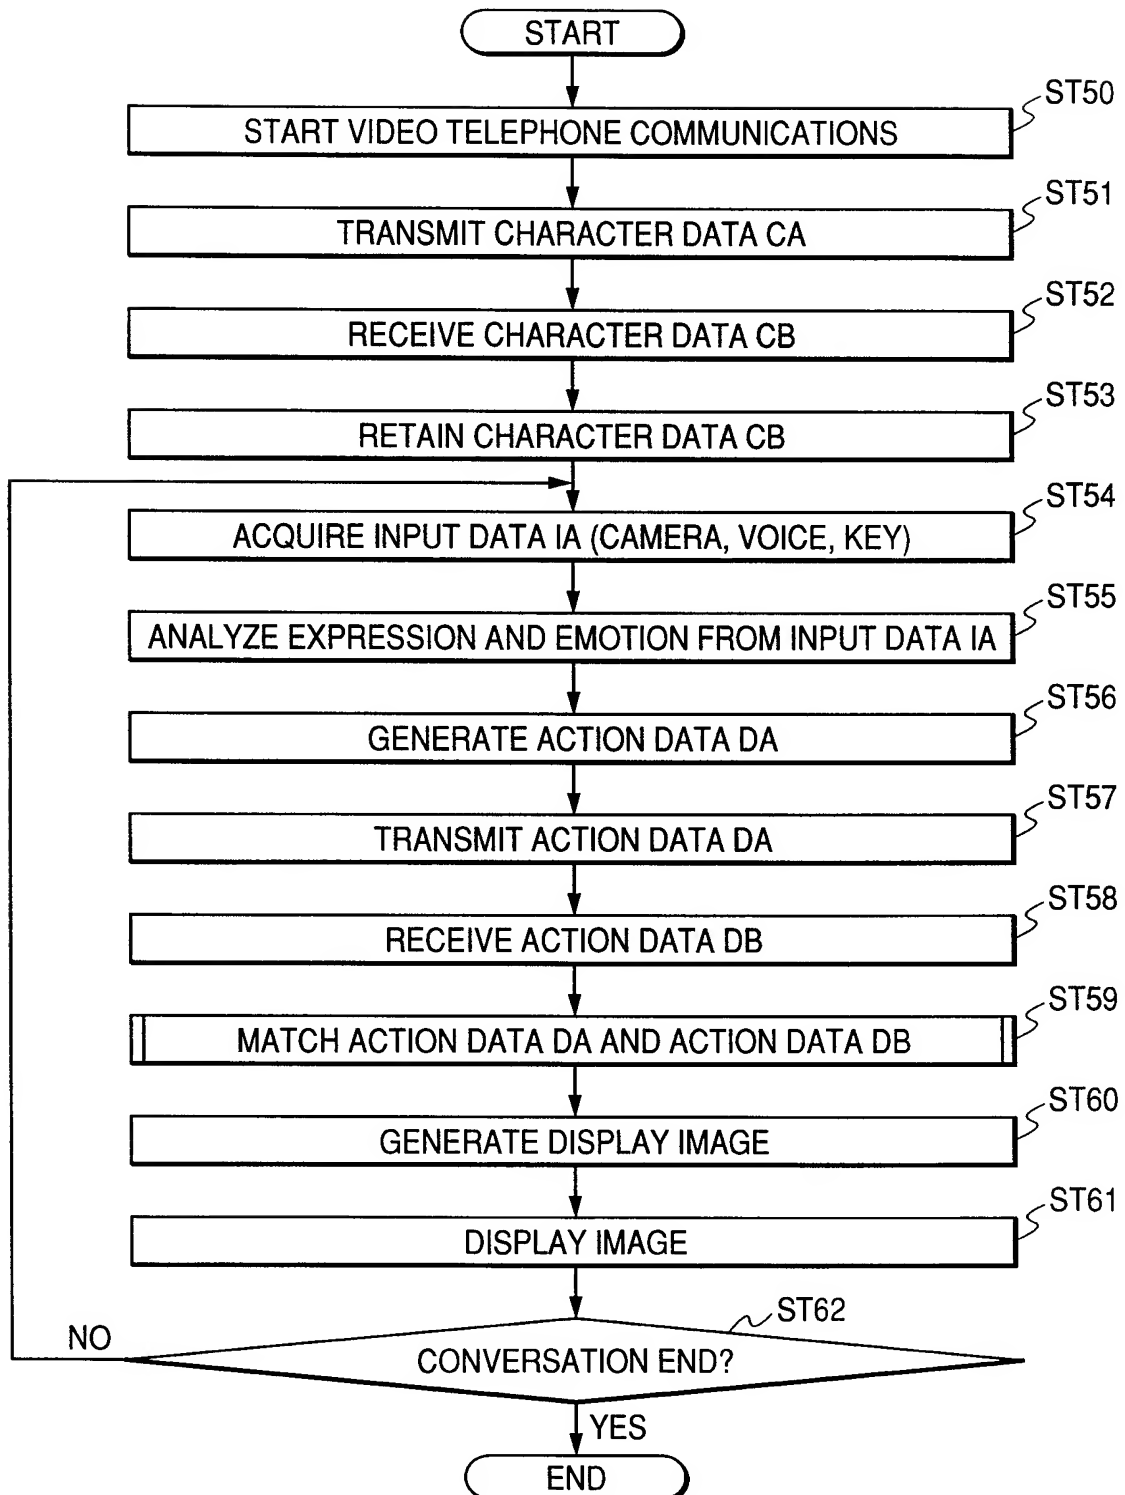 START
ST50
START VIDEO TELEPHONE COMMUNICATIONS
ST51
TRANSMIT CHARACTER DATA CA
ST52
RECEIVE CHARACTER DATA CB
ST53
RETAIN CHARACTER DATA CB
ST54
ACQUIRE INPUT DATA IA (CAMERA, VOICE, KEY)
ST55
ANALYZE EXPRESSION AND EMOTION FROM INPUT DATA IA
ST56
GENERATE ACTION DATA DA
ST57
TRANSMIT ACTION DATA DA
ST58
RECEIVE ACTION DATA DB
ST59
MATCH ACTION DATA DA AND ACTION DATA DB
ST60
GENERATE DISPLAY IMAGE
ST61
DISPLAY IMAGE
ST62
NO
CONVERSATION END?
YES
END